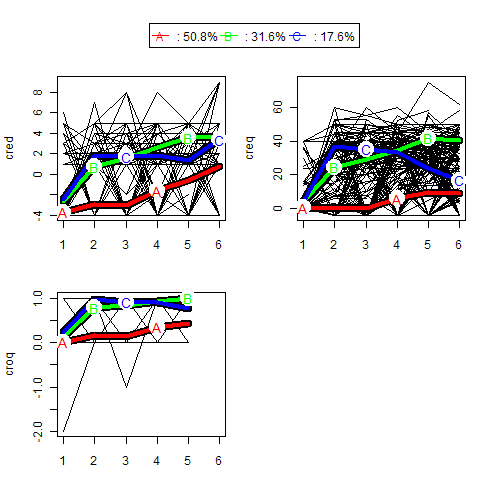 A : 50.8% B : 31.6% C : 17.6%
cred
8
6
4
2
0
-4
A B C A B C
1 2 3 4 5 6
creq
60
40
20
0
A B C A B C
1 2 3 4 5 6
croq
1.0
0.0
-1.0
-2.0
A B C A B
1 2 3 4 5 6